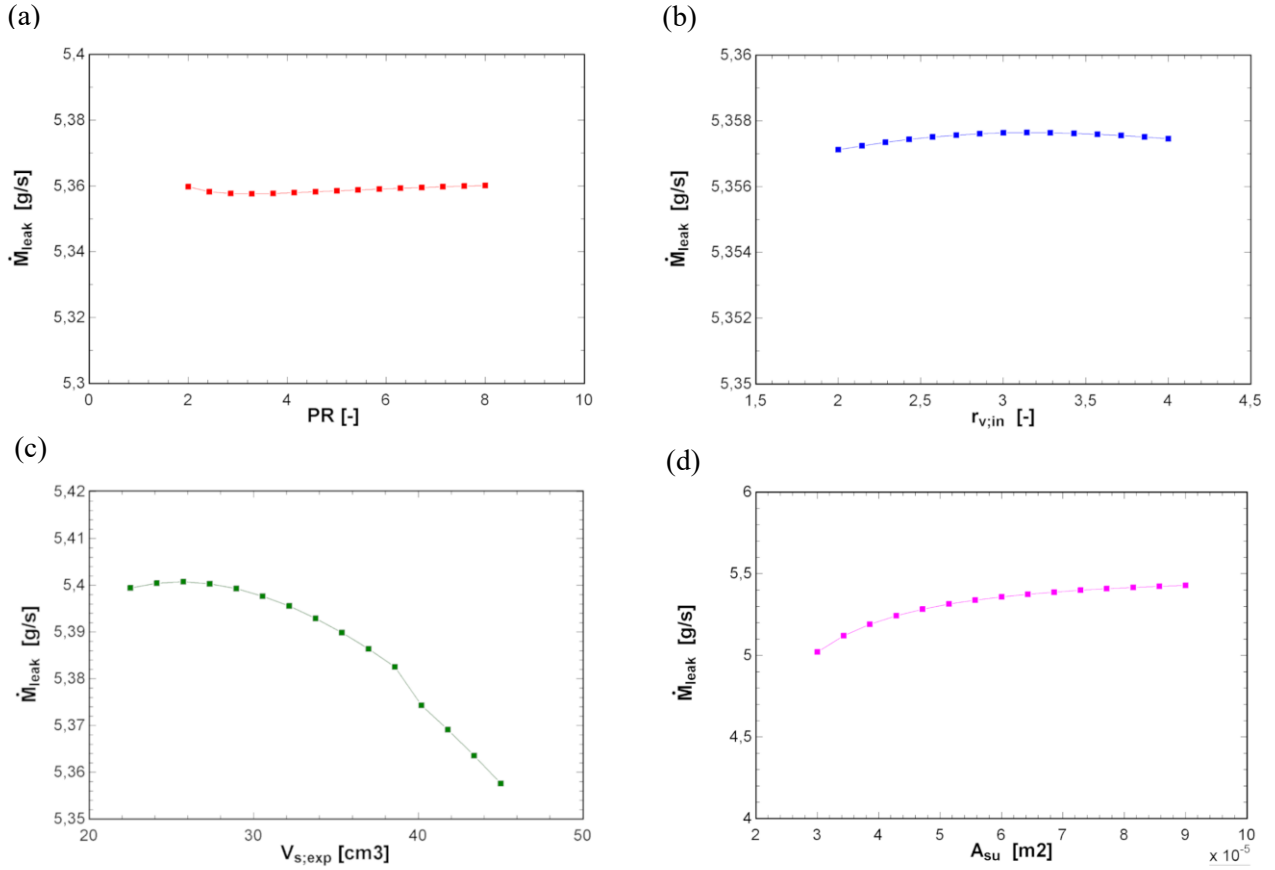 (a)
5,4
5,38
5,36
5,34
5,32
5,3
Ṁleak [g/s]
0 2 4 6 8 10
PR [-]
(b)
5,36
5,358
5,356
5,354
5,352
5,35
Ṁleak [g/s]
1,5 2 2,5 3 3,5 4 4,5
rv;in [-]
(c)
5,42
5,41
5,4
5,39
5,38
5,37
5,36
5,35
Ṁleak [g/s]
20 30 40 50
Vs;exp [cm3]
(d)
6
5,5
5
4,5
4
Ṁleak [g/s]
2 3 4 5 6 7 8 9 10
Asu [m2]
x 10-5